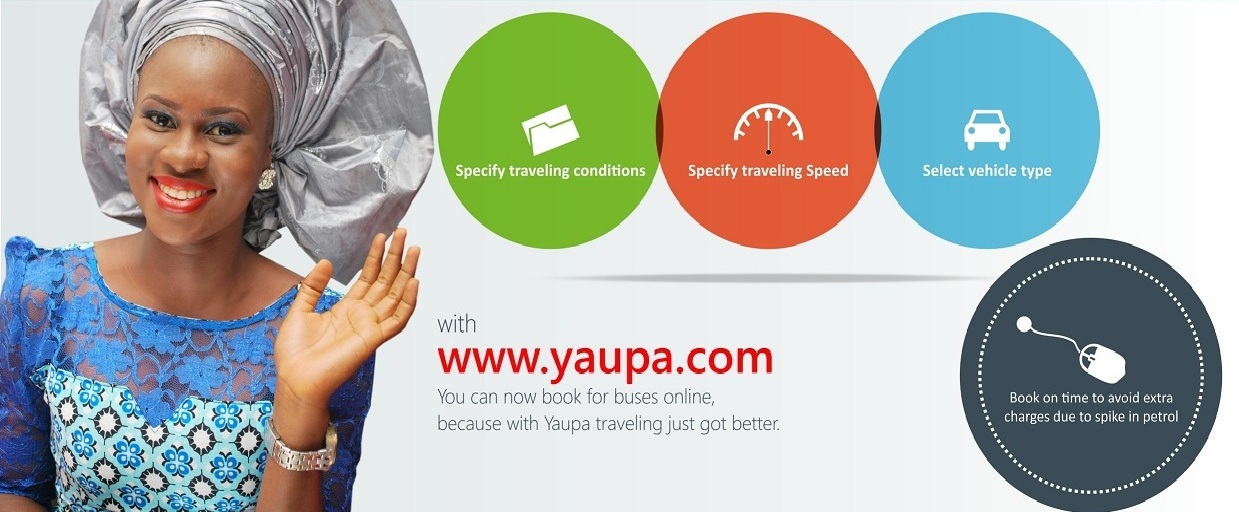 Specify traveling conditions
Specify traveling Speed
Select vehicle type
with
www.yaupa.com
You can now book for buses online,
because with Yaupa traveling just got better.
Book on time to avoid extra
charges due to spike in petrol